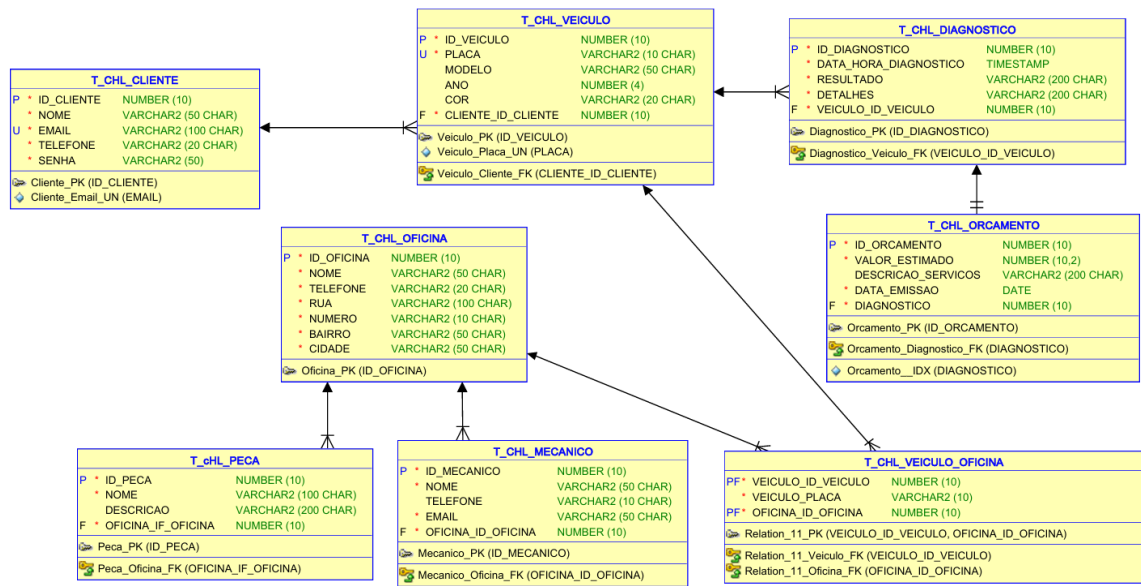 T_CHL_CLIENTE
P * ID_CLIENTE NUMBER (10)
* NOME VARCHAR2 (50 CHAR)
U * EMAIL VARCHAR2 (100 CHAR)
* TELEFONE VARCHAR2 (20 CHAR)
* SENHA VARCHAR2 (50)
Cliente_PK (ID_CLIENTE)
Cliente_Email_UN (EMAIL)
T_CHL_VEICULO
P * ID_VEICULO NUMBER (10)
U * PLACA VARCHAR2 (10 CHAR)
MODELO VARCHAR2 (50 CHAR)
ANO NUMBER (4)
COR VARCHAR2 (20 CHAR)
F * CLIENTE_ID_CLIENTE NUMBER (10)
Veiculo_PK (ID_VEICULO)
Veiculo_Placa_UN (PLACA)
Veiculo_Cliente_FK (CLIENTE_ID_CLIENTE)
T_CHL_DIAGNOSTICO
P * ID_DIAGNOSTICO NUMBER (10)
* DATA_HORA_DIAGNOSTICO TIMESTAMP
* RESULTADO VARCHAR2 (200 CHAR)
* DETALHES VARCHAR2 (200 CHAR)
F * VEICULO_ID_VEICULO NUMBER (10)
Diagnostico_PK (ID_DIAGNOSTICO)
Diagnostico_Veiculo_FK (VEICULO_ID_VEICULO)
T_CHL_OFICINA
P * ID_OFICINA NUMBER (10)
* NOME VARCHAR2 (50 CHAR)
* TELEFONE VARCHAR2 (20 CHAR)
* RUA VARCHAR2 (100 CHAR)
* NUMERO VARCHAR2 (10 CHAR)
* BAIRRO VARCHAR2 (50 CHAR)
* CIDADE VARCHAR2 (50 CHAR)
Oficina_PK (ID_OFICINA)
T_CHL_ORCAMENTO
P * ID_ORCAMENTO NUMBER (10)
* VALOR_ESTIMADO NUMBER (10,2)
DESCRICAO_SERVICOS VARCHAR2 (200 CHAR)
* DATA_EMISSAO DATE
F * DIAGNOSTICO NUMBER (10)
Orcamento_PK (ID_ORCAMENTO)
Orcamento_Diagnostico_FK (DIAGNOSTICO)
Orcamento__IDX (DIAGNOSTICO)
T_cHL_PECA
P * ID_PECA NUMBER (10)
* NOME VARCHAR2 (100 CHAR)
DESCRICAO VARCHAR2 (200 CHAR)
F * OFICINA_IF_OFICINA NUMBER (10)
Peca_PK (ID_PECA)
Peca_Oficina_FK (OFICINA_IF_OFICINA)
T_CHL_MECANICO
P * ID_MECANICO NUMBER (10)
* NOME VARCHAR2 (50 CHAR)
TELEFONE VARCHAR2 (10 CHAR)
* EMAIL VARCHAR2 (50 CHAR)
F * OFICINA_ID_OFICINA NUMBER (10)
Mecanico_PK (ID_MECANICO)
Mecanico_Oficina_FK (OFICINA_ID_OFICINA)
T_CHL_VEICULO_OFICINA
PF* VEICULO_ID_VEICULO NUMBER (10)
* VEICULO_PLACA VARCHAR2 (10)
PF* OFICINA_ID_OFICINA NUMBER (10)
Relation_11_PK (VEICULO_ID_VEICULO, OFICINA_ID_OFICINA)
Relation_11_Veiculo_FK (VEICULO_ID_VEICULO)
Relation_11_Oficina_FK (OFICINA_ID_OFICINA)